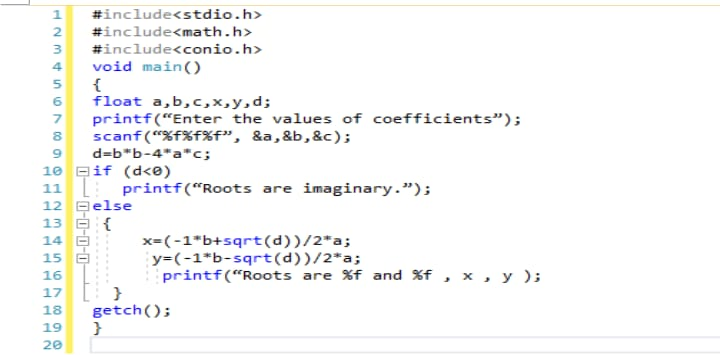 1 #include<stdio.h>
2 #include<math.h>
3 #include<conio.h>
4 void main()
5 {
6 float a,b,c,x,y,d;
7 printf(“Enter the values of coefficients”);
8 scanf(“%f%f%f”, &a,&b,&c);
9 d=b*b-4*a*c;
10 if (d<0)
11 printf(“Roots are imaginary.”);
12 else
13 {
14 x=(-1*b+sqrt(d))/2*a;
15 y=(-1*b-sqrt(d))/2*a;
16 printf(“Roots are %f and %f , x , y );
17 }
18 getch();
19 }
20